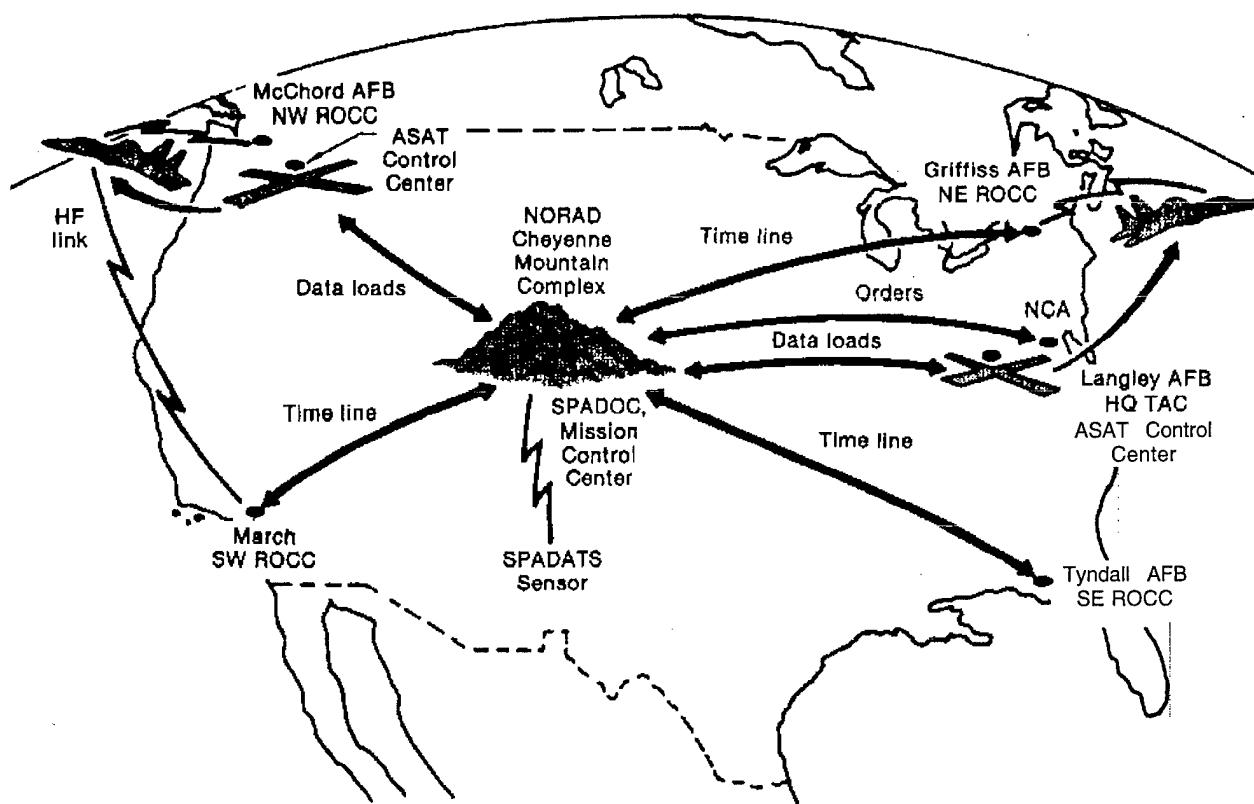 McChord AFB
NW ROCC
ASAT
Control
Center
HF
link
Data loads
NORAD
Cheyenne
Mountain
Complex
Griffiss AFB
NE ROCC
Time line
Orders
NCA
Data loads
Langley AFB
HQ TAC
ASAT Control
Center
Time line
SPADOC,
Mission
Control
Center
Time line
March
SW ROCC
SPADATS
Sensor
Tyndall AFB
SE ROCC